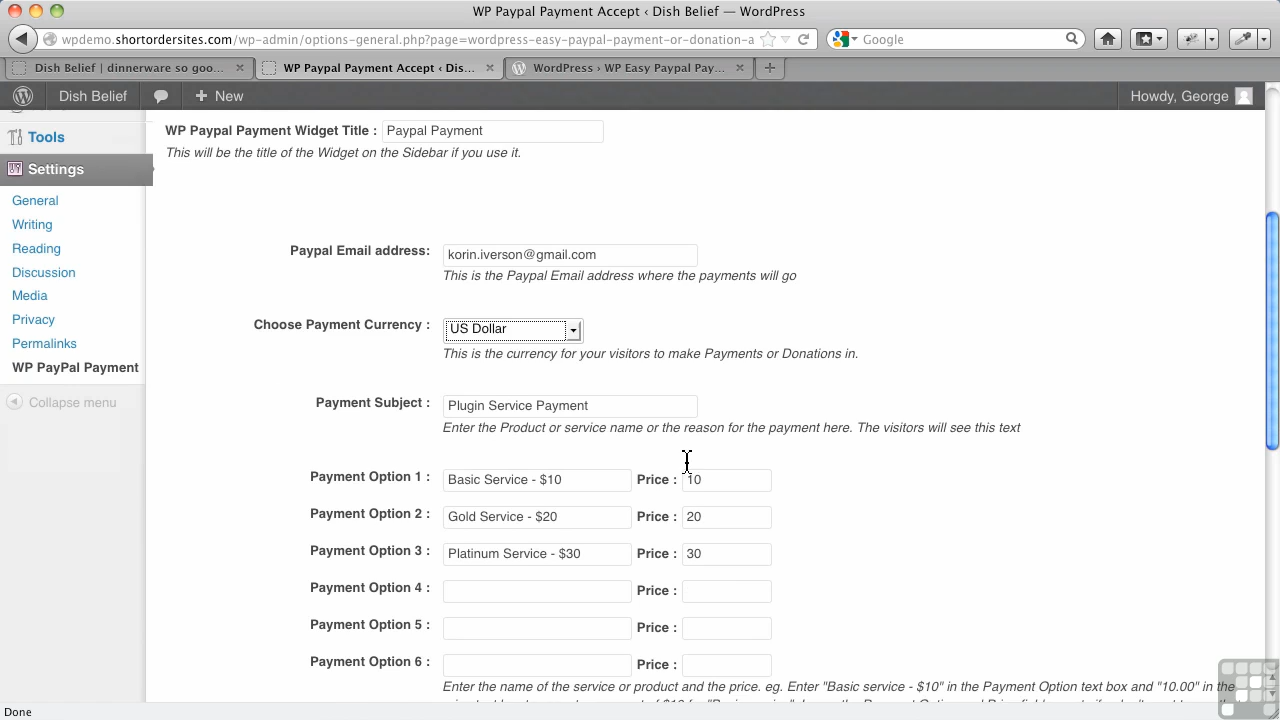 WP Paypal Payment Accept ‹ Dish Belief — WordPress
wpdemo.shortordersites.com/wp-admin/options-general.php?page=wordpress-easy-paypal-payment-or-donation-a
Google
Dish Belief | dinnerware so goo...
WP Paypal Payment Accept ‹ Dis...
WordPress › WP Easy Paypal Pay...
Dish Belief
New
Howdy, George
Tools
Settings
General
Writing
Reading
Discussion
Media
Privacy
Permalinks
WP PayPal Payment
Collapse menu
WP Paypal Payment Widget Title : Paypal Payment
This will be the title of the Widget on the Sidebar if you use it.
Paypal Email address: korin.iverson@gmail.com
This is the Paypal Email address where the payments will go
Choose Payment Currency : US Dollar
This is the currency for your visitors to make Payments or Donations in.
Payment Subject : Plugin Service Payment
Enter the Product or service name or the reason for the payment here. The visitors will see this text
Payment Option 1 : Basic Service - $10 Price : 10
Payment Option 2 : Gold Service - $20 Price : 20
Payment Option 3 : Platinum Service - $30 Price : 30
Payment Option 4 : Price :
Payment Option 5 : Price :
Payment Option 6 : Price :
Enter the name of the service or product and the price. eg. Enter "Basic service - $10" in the Payment Option text box and "10.00" in the
Done